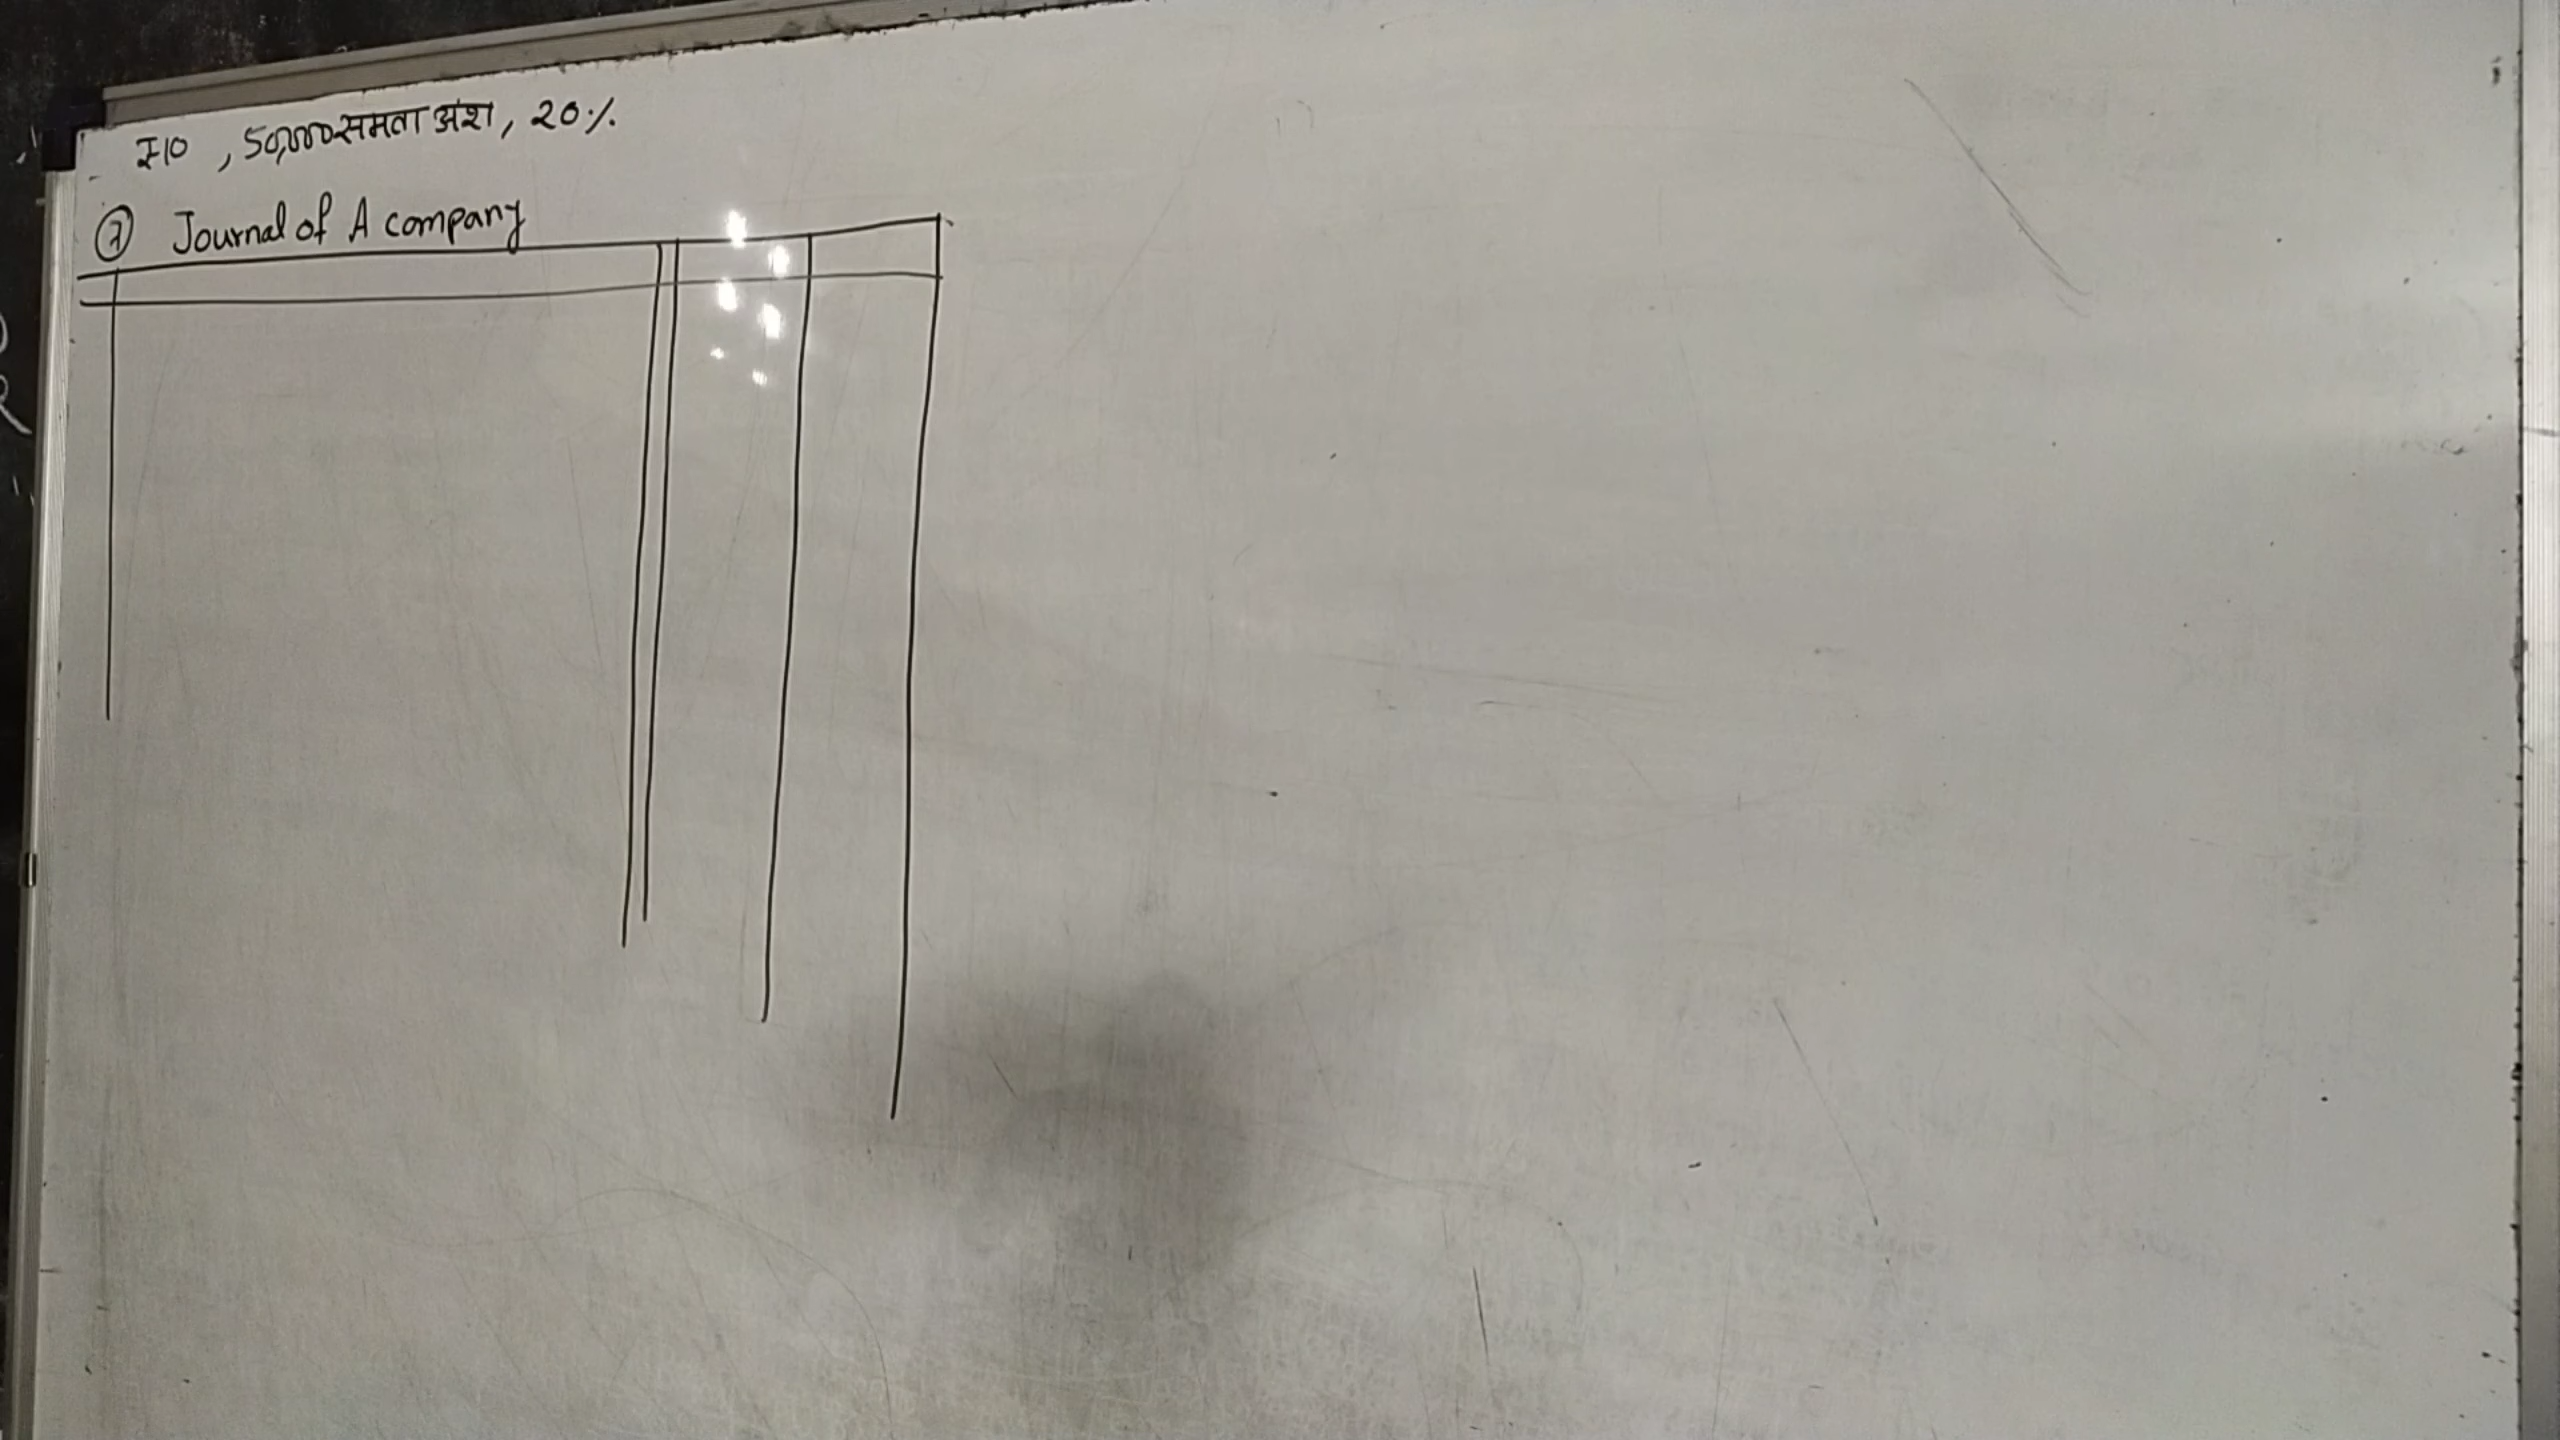 ₹10 , 50,000 समता अंश, 20%
⑦ Journal of A company